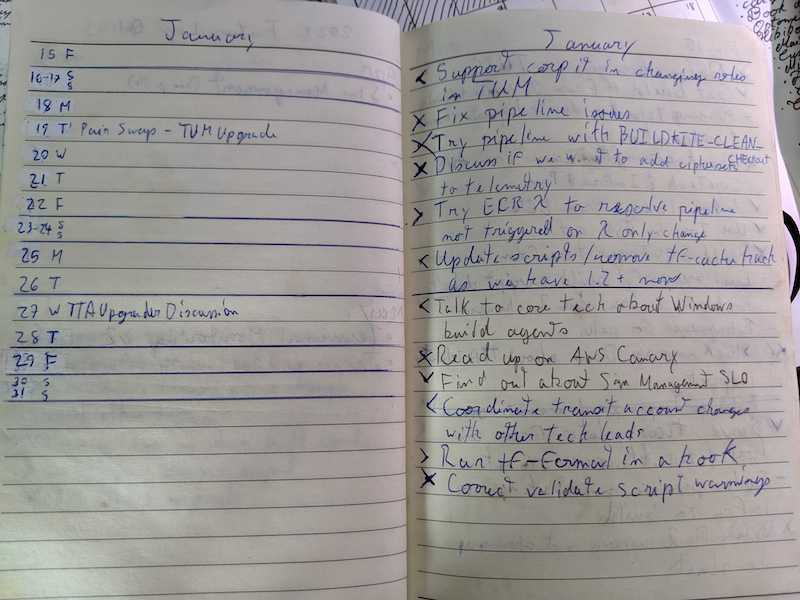 January
15 F
16-17 S
S
18 M
19 T Pain Swap - TVM Upgrade
20 W
21 T
22 F
23-24 S
S
25 M
26 T
27 W TTA Upgrader Discussion
28 T
29 F
30 S
31 S
January
< Support corp it in changing roles
in TVM
X Fix pipeline issues
X Try pipeline with BUILDKITE-CLEAN-
CHECKOUT
X Discuss if we want to add ciphersets
to telemetry
> Try ECR λ to resolve pipeline
not triggered on λ only-change
< Update scripts/remove tf-cache hack
as we have 1.2+ now
< Talk to core tech about Windows
build agents
X Read up on AWS Canary
Find out about Sign Management SLO
< Coordinate transit account changes
with other tech leads
> Run tf-format in a hook
X Correct validate script warnings